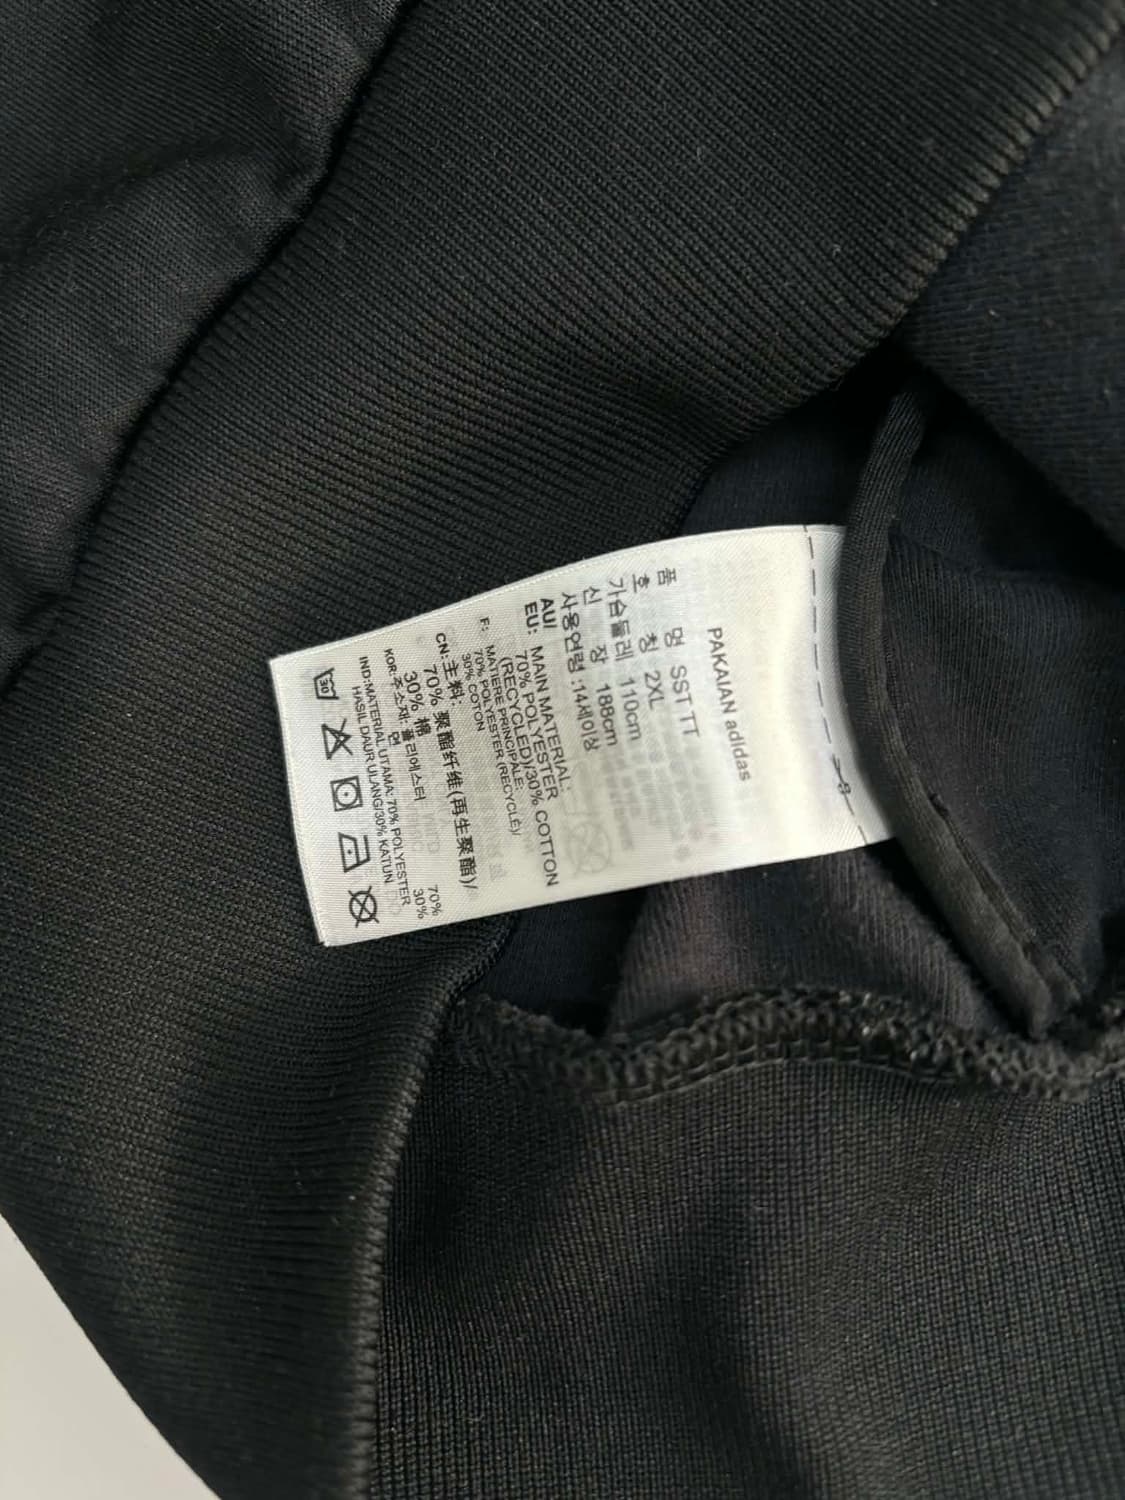 PAKAIAN adidas
품 명 SST TT
호 칭 2XL
가슴둘레 110cm
신 장 188cm
사용연령 :14세이상
AU/ MAIN MATERIAL:
EU: 70% POLYESTER
(RECYCLED)/30% COTTON
F: MATIERE PRINCIPALE:
70% POLYESTER (RECYCLÉ)/
30% COTON
CN:主料:
70% 聚酯纤维(再生聚酯)/
30% 棉
KOR:주소재:폴리에스터 70%
면 30%
IND:MATERIAL UTAMA: 70% POLYESTER
HASIL DAUR ULANG/30% KATUN
30°